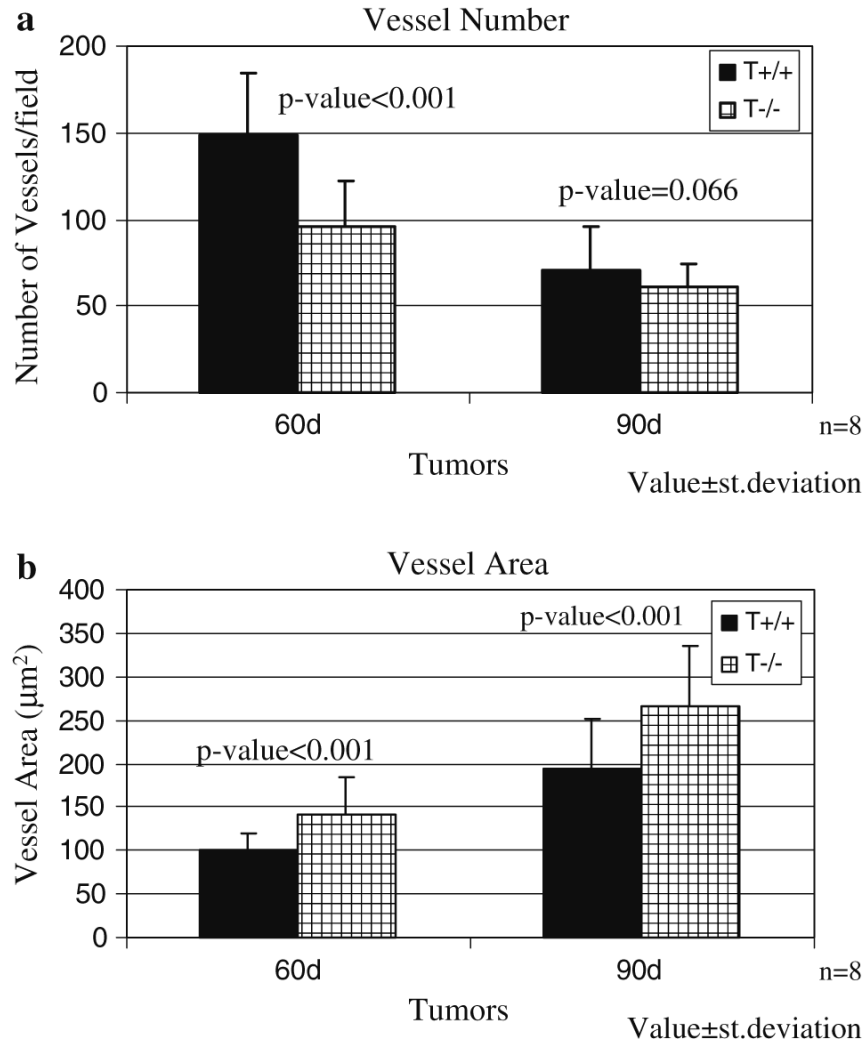 a
Vessel Number
200
150
100
50
0
Number of Vessels/field
T+/+
T-/-
p-value<0.001
p-value=0.066
60d
90d
n=8
Tumors
Value±st.deviation
b
Vessel Area
400
350
300
250
200
150
100
50
0
Vessel Area (μm²)
T+/+
T-/-
p-value<0.001
p-value<0.001
60d
90d
n=8
Tumors
Value±st.deviation